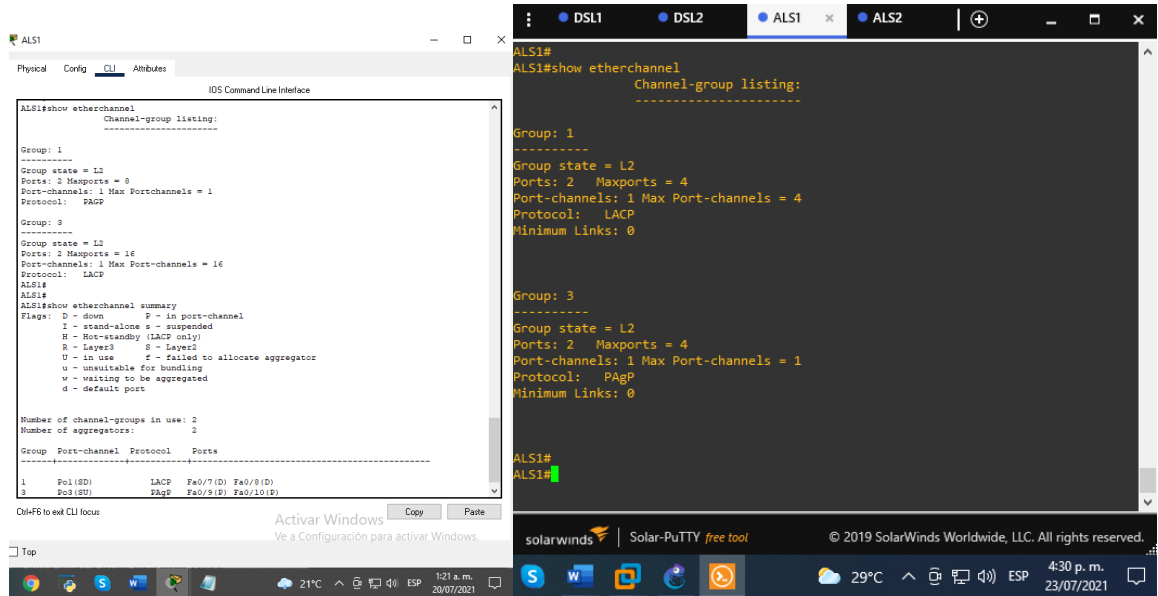 ALS1
Physical Config CLI Attributes
IOS Command Line Interface
ALS1#show etherchannel
Channel-group listing:
----------------------
Group: 1
----------
Group state = L2
Ports: 2 Maxports = 8
Port-channels: 1 Max Portchannels = 1
Protocol: PAGP
Group: 3
----------
Group state = L2
Ports: 2 Maxports = 16
Port-channels: 1 Max Port-channels = 16
Protocol: LACP
ALS1#
ALS1#
ALS1#show etherchannel summary
Flags: D - down P - in port-channel
I - stand-alone s - suspended
H - Hot-standby (LACP only)
R - Layer3 S - Layer2
U - in use f - failed to allocate aggregator
u - unsuitable for bundling
w - waiting to be aggregated
d - default port
Number of channel-groups in use: 2
Number of aggregators: 2
Group Port-channel Protocol Ports
------+-------------+-----------+----------------------------------------------
1 Po1(SD) LACP Fa0/7(D) Fa0/8(D)
3 Po3(SU) PAgP Fa0/9(P) Fa0/10(P)
Ctrl+F6 to exit CLI focus
Copy Paste
Activar Windows
Ve a Configuración para activar Windows.
Top
21°C ESP 1:21 a. m.
20/07/2021
DSL1 DSL2 ALS1 × ALS2
ALS1#
ALS1#show etherchannel
Channel-group listing:
----------------------
Group: 1
----------
Group state = L2
Ports: 2 Maxports = 4
Port-channels: 1 Max Port-channels = 4
Protocol: LACP
Minimum Links: 0
Group: 3
----------
Group state = L2
Ports: 2 Maxports = 4
Port-channels: 1 Max Port-channels = 1
Protocol: PAgP
Minimum Links: 0
ALS1#
ALS1#
solarwinds | Solar-PuTTY free tool © 2019 SolarWinds Worldwide, LLC. All rights reserved.
29°C ESP 4:30 p. m.
23/07/2021